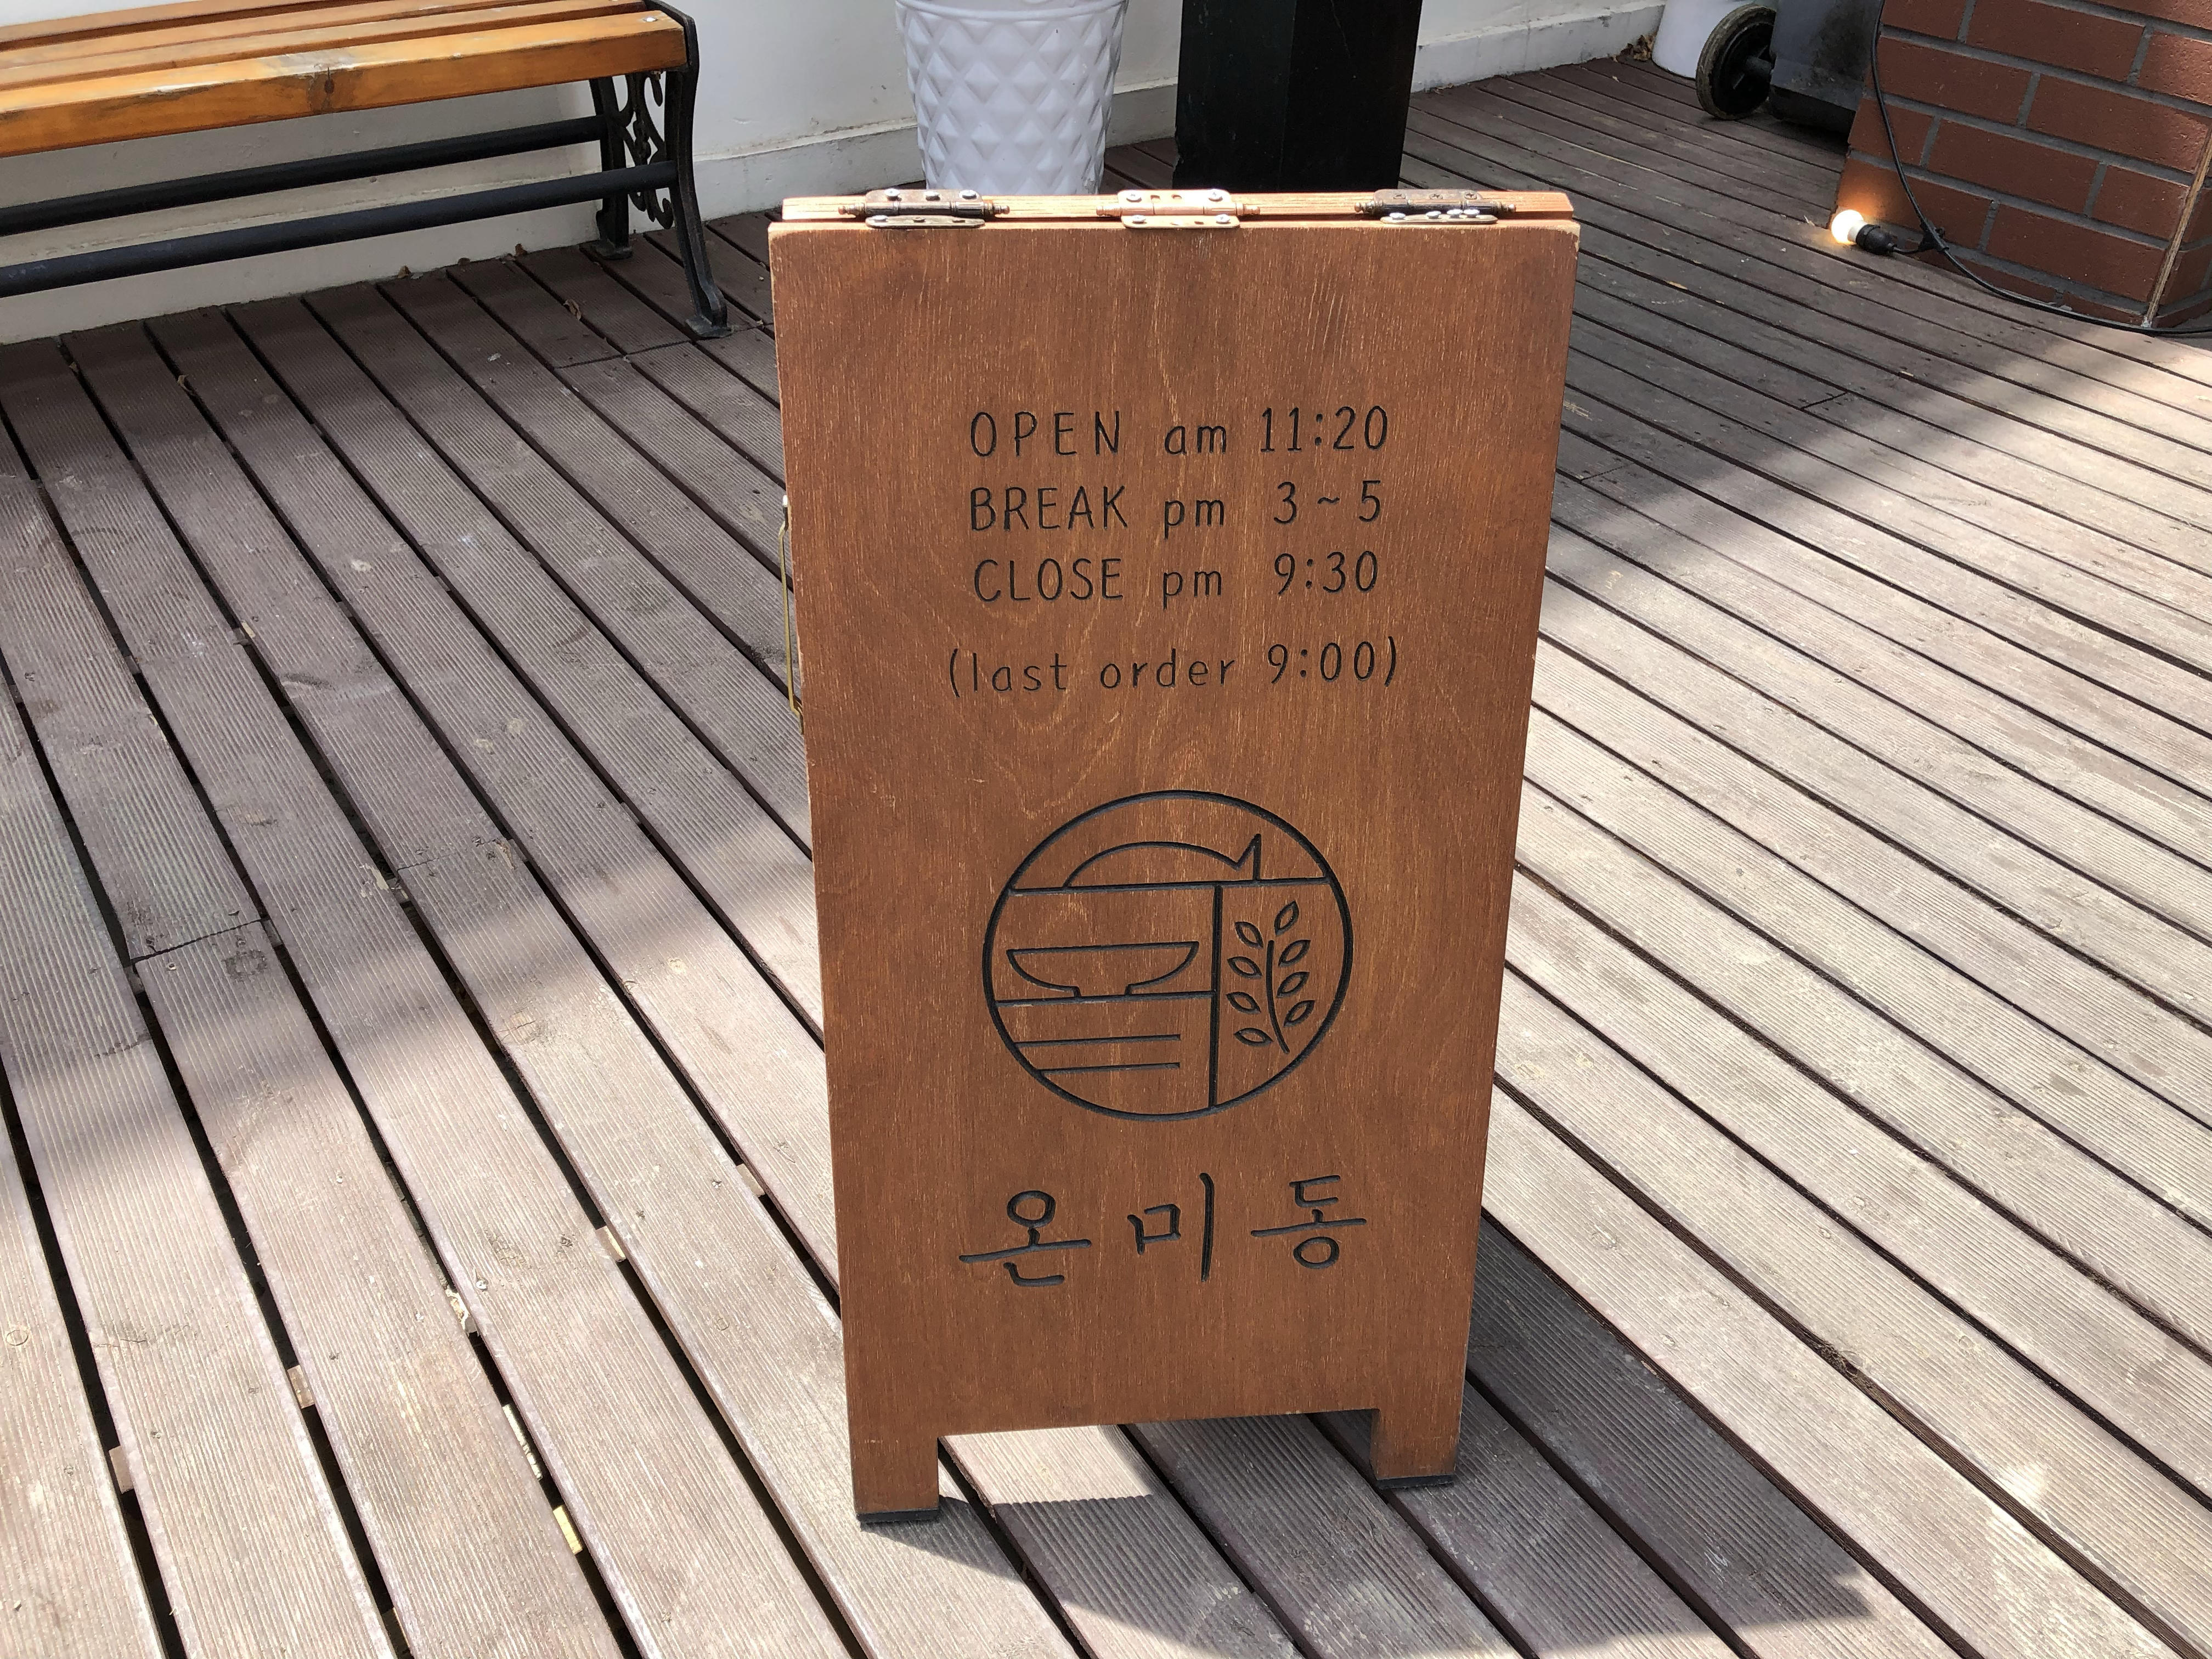 OPEN am 11:20
BREAK pm 3~5
CLOSE pm 9:30
(last order 9:00)
온미동